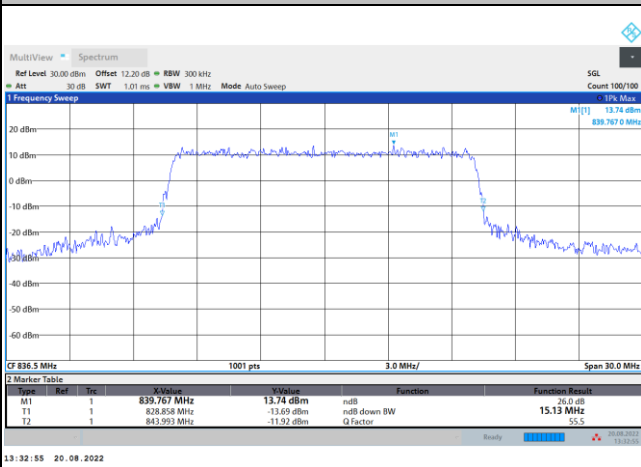 MultiView Spectrum
Ref Level 30.00 dBm Offset 12.20 dB RBW 300 kHz SGL
Att 30 dB SWT 1.01 ms VBW 1 MHz Mode Auto Sweep Count 100/100
1 Frequency Sweep 1Pk Max
M1[1] 13.74 dBm
839.767 0 MHz
20 dBm
M1
10 dBm
0 dBm
-10 dBm
T1
T2
-20 dBm
-30 dBm
-40 dBm
-50 dBm
-60 dBm
CF 836.5 MHz 1001 pts 3.0 MHz/ Span 30.0 MHz
2 Marker Table
Type Ref Trc X-Value Y-Value Function Function Result
M1 1 839.767 MHz 13.74 dBm ndB 26.0 dB
T1 1 828.858 MHz -13.69 dBm ndB down BW 15.13 MHz
T2 1 843.993 MHz -11.92 dBm Q Factor 55.5
Ready 20.08.2022
13:32:55
13:32:55 20.08.2022